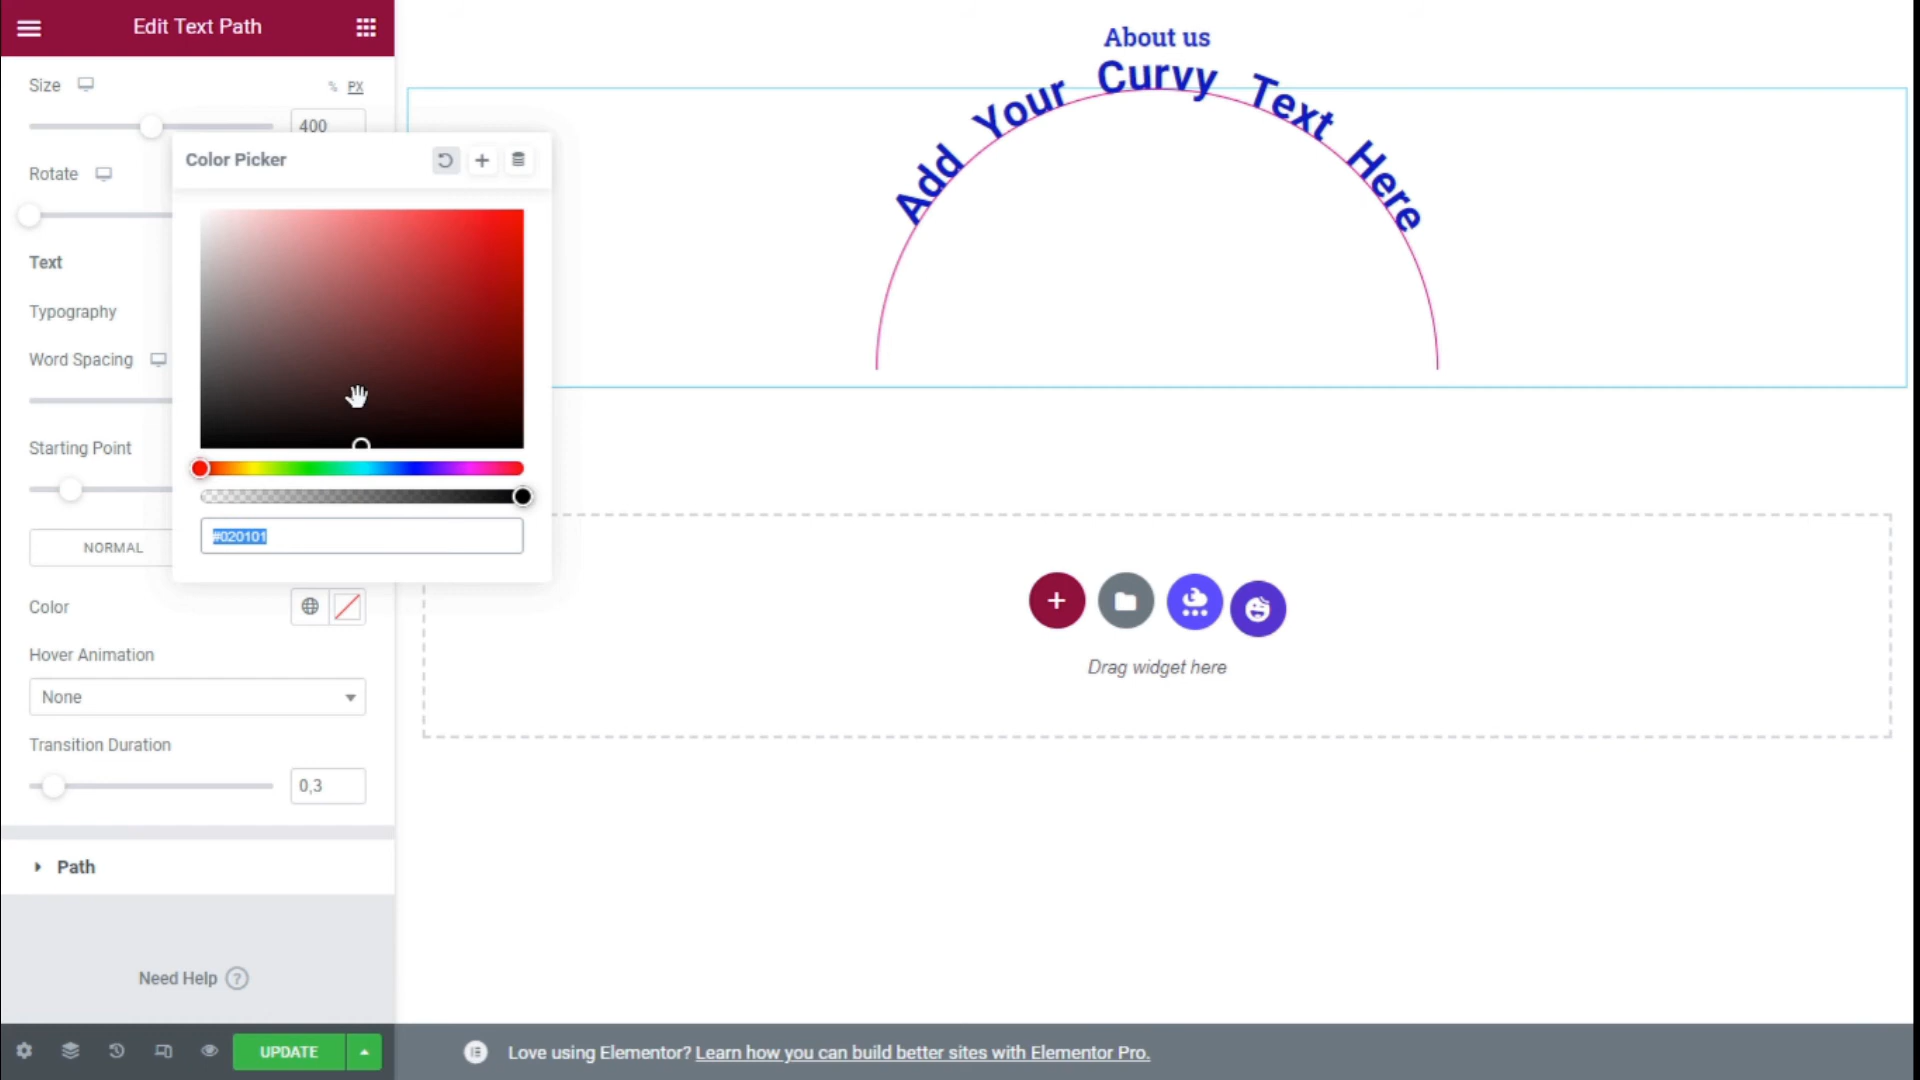 Edit Text Path
Size
% PX
400
Color Picker
Rotate
Text
Typography
Word Spacing
Starting Point
#020101
NORMAL
Color
Hover Animation
None
Transition Duration
0,3
Path
Need Help ?
UPDATE
About us
Add Your Curvy Text Here
Drag widget here
Love using Elementor? Learn how you can build better sites with Elementor Pro.